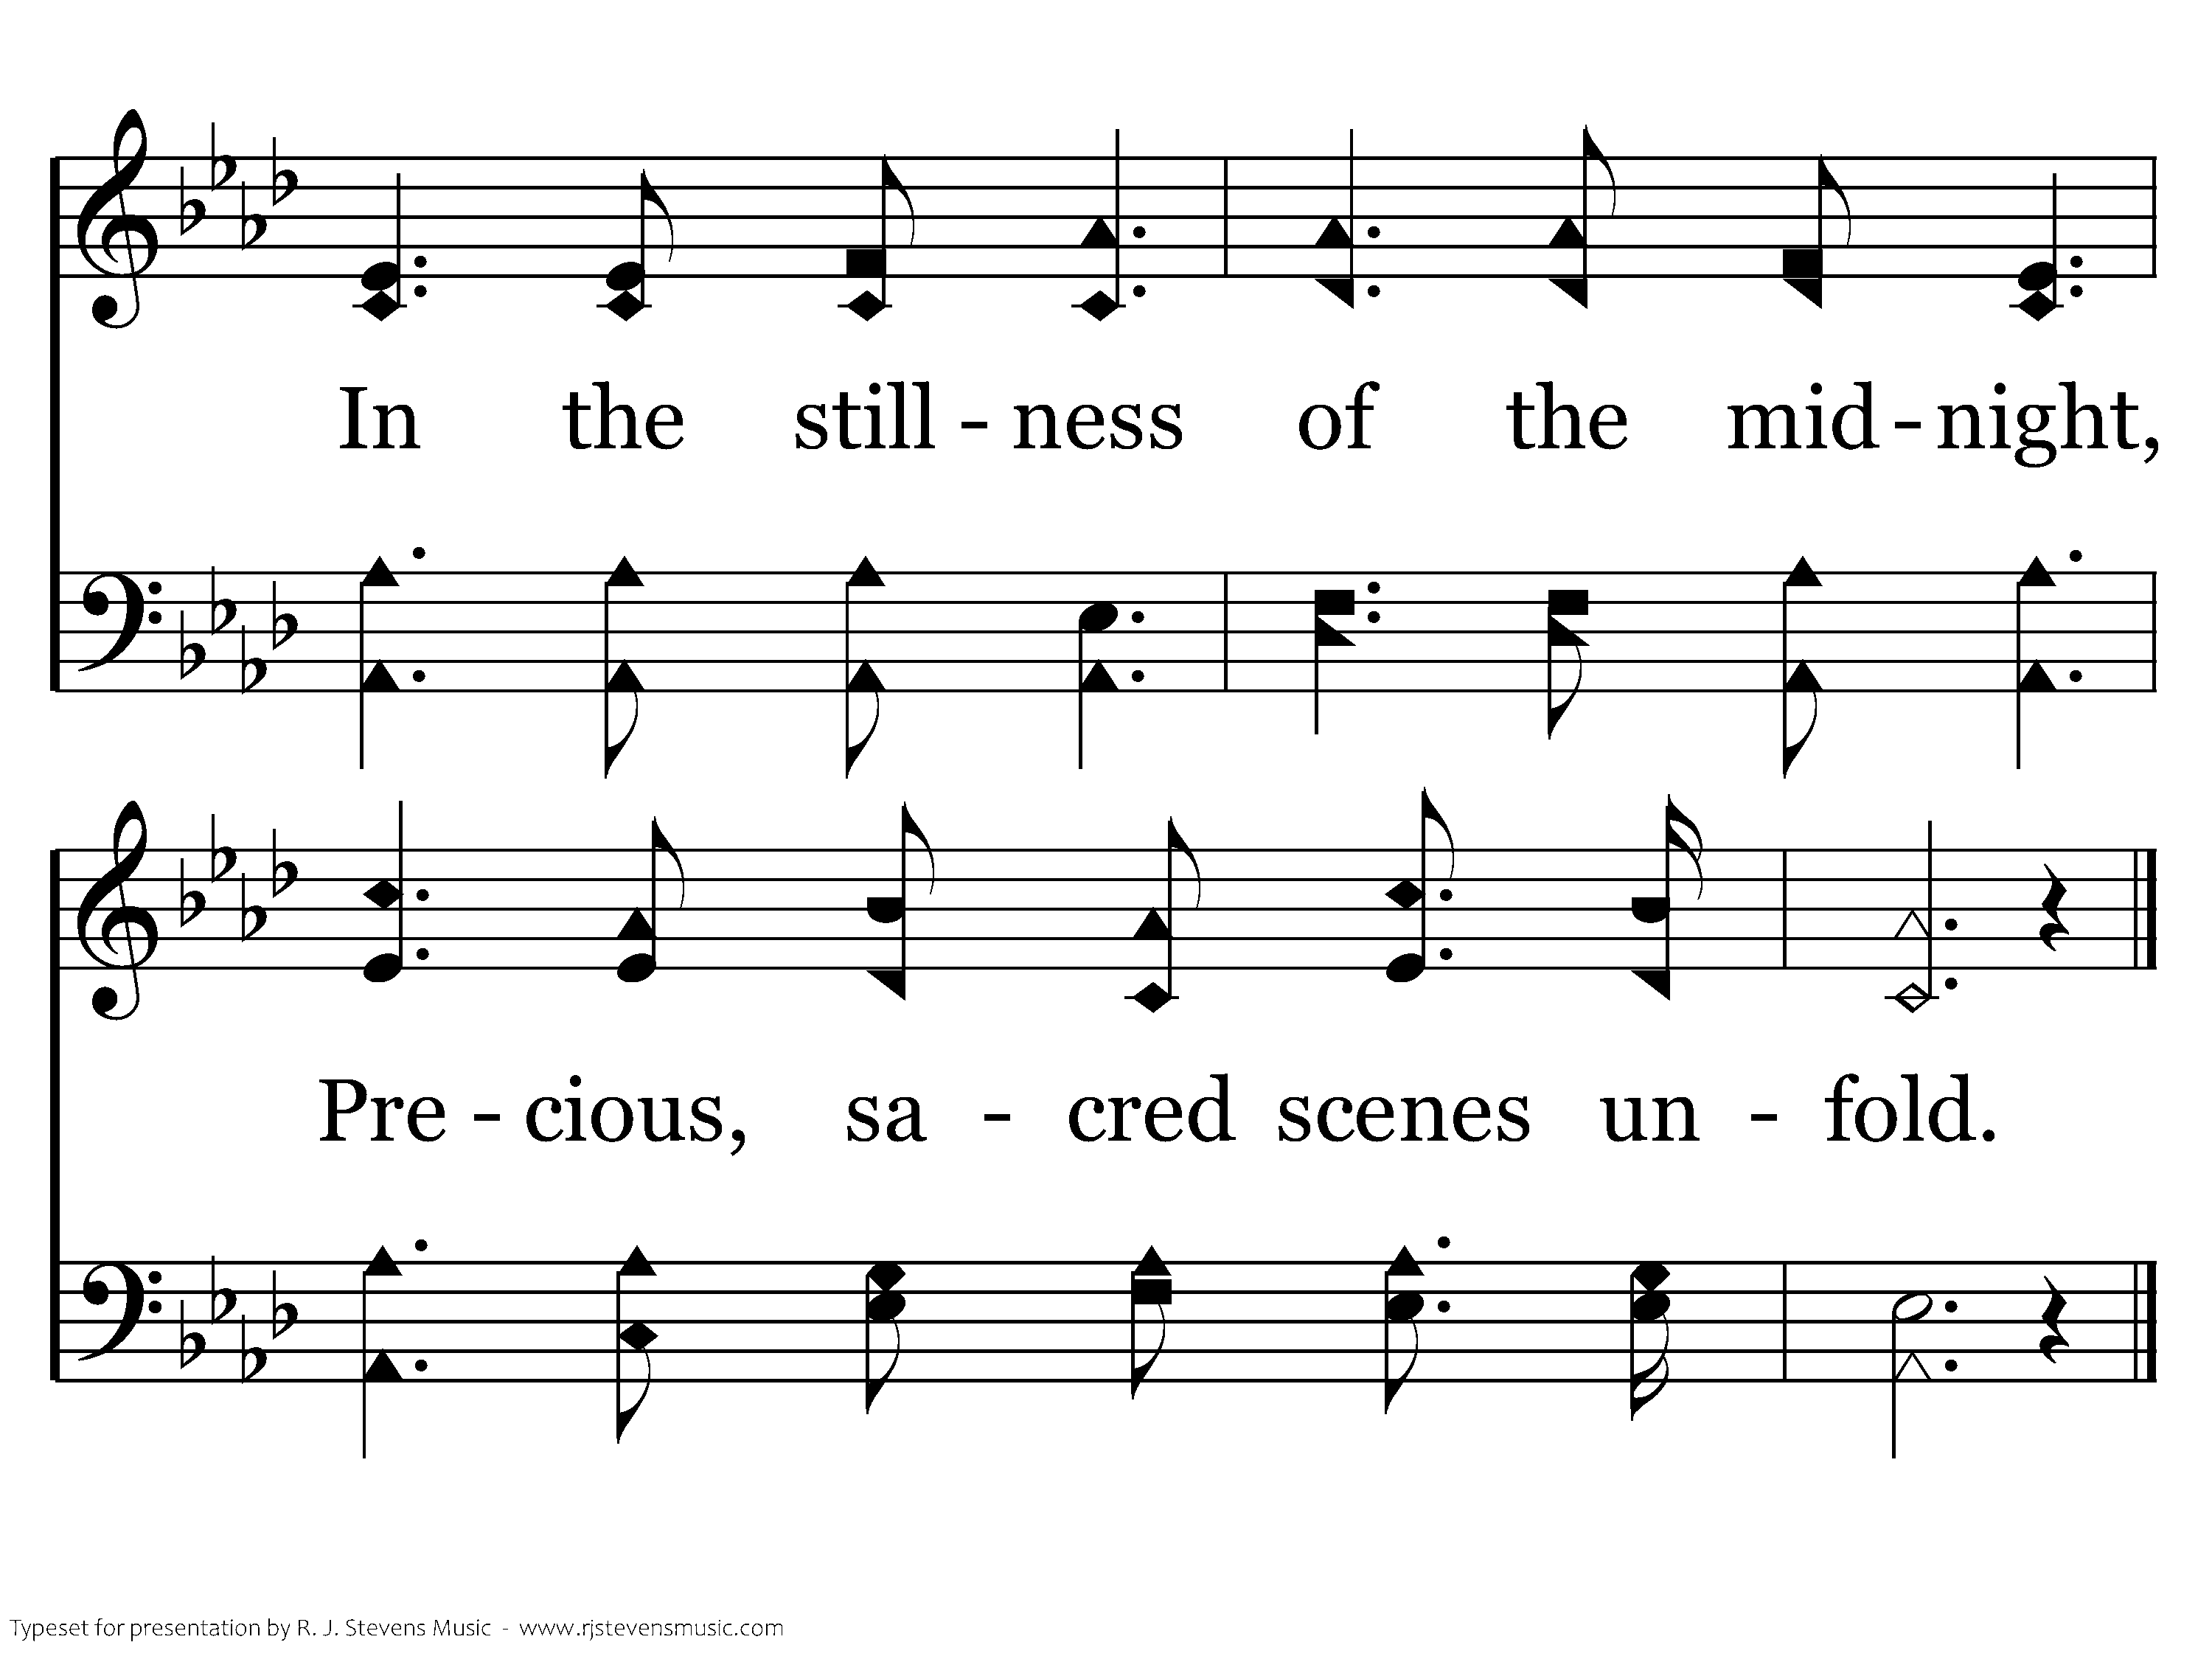 In the still - ness of the mid - night,
Pre - cious, sa - cred scenes un - fold.
Typeset for presentation by R. J. Stevens Music - www.rjstevensmusic.com